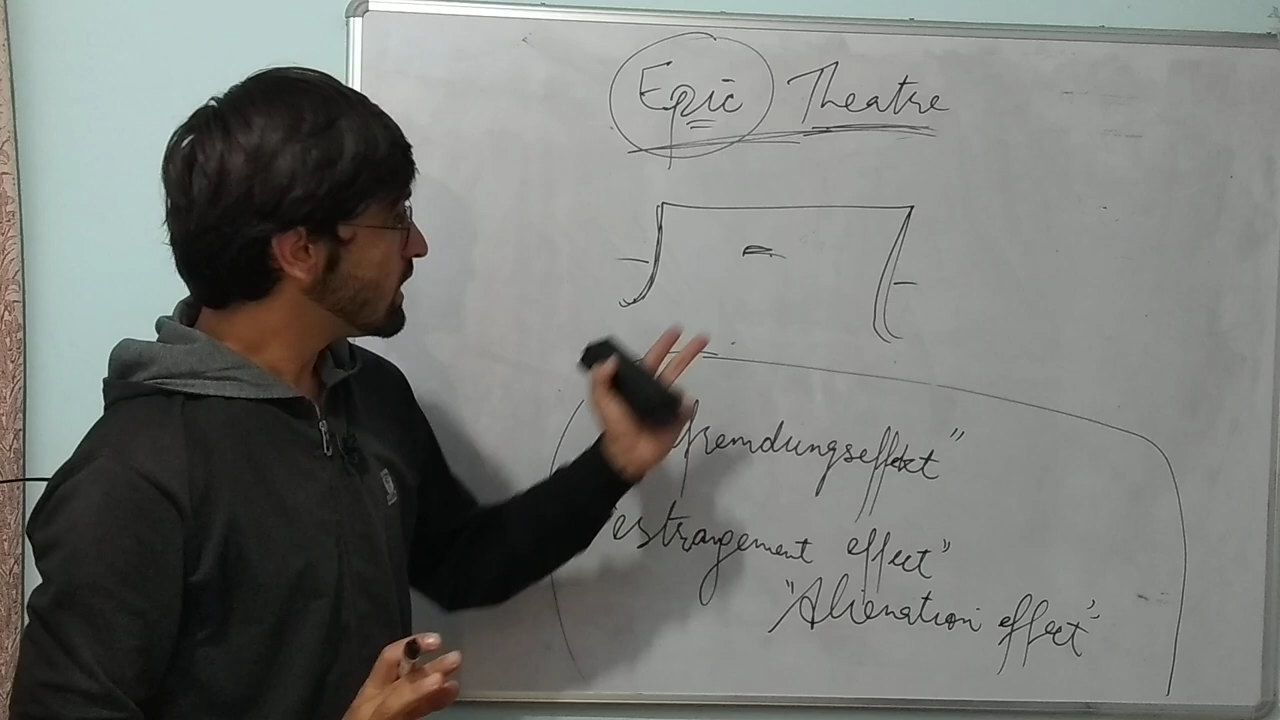 Epic Theatre
fremdungseffekt"
"estrangement effect"
"Alienation effect"